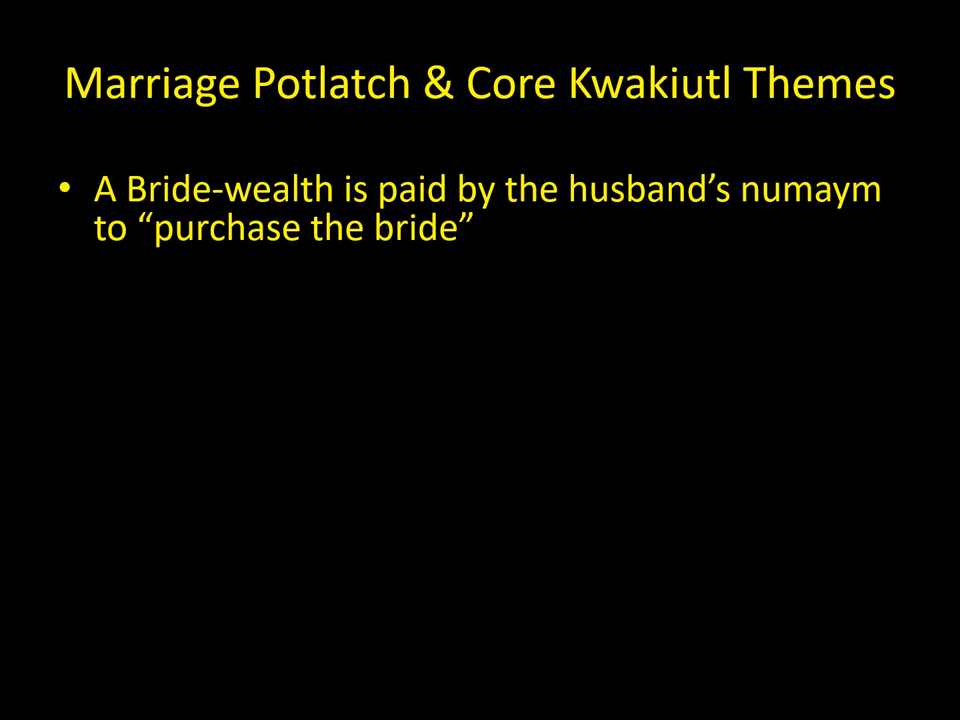 Marriage Potlatch & Core Kwakiutl Themes
• A Bride-wealth is paid by the husband’s numaym
to “purchase the bride”